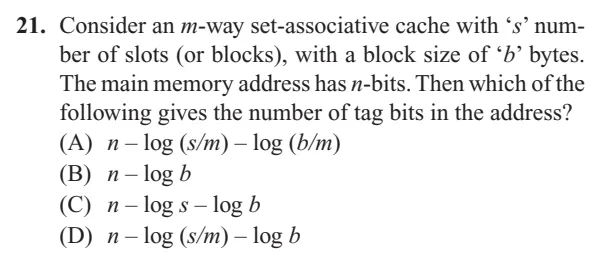 21. Consider an m-way set-associative cache with ‘s’ num-
ber of slots (or blocks), with a block size of ‘b’ bytes.
The main memory address has n-bits. Then which of the
following gives the number of tag bits in the address?
(A) n – log (s/m) – log (b/m)
(B) n – log b
(C) n – log s – log b
(D) n – log (s/m) – log b